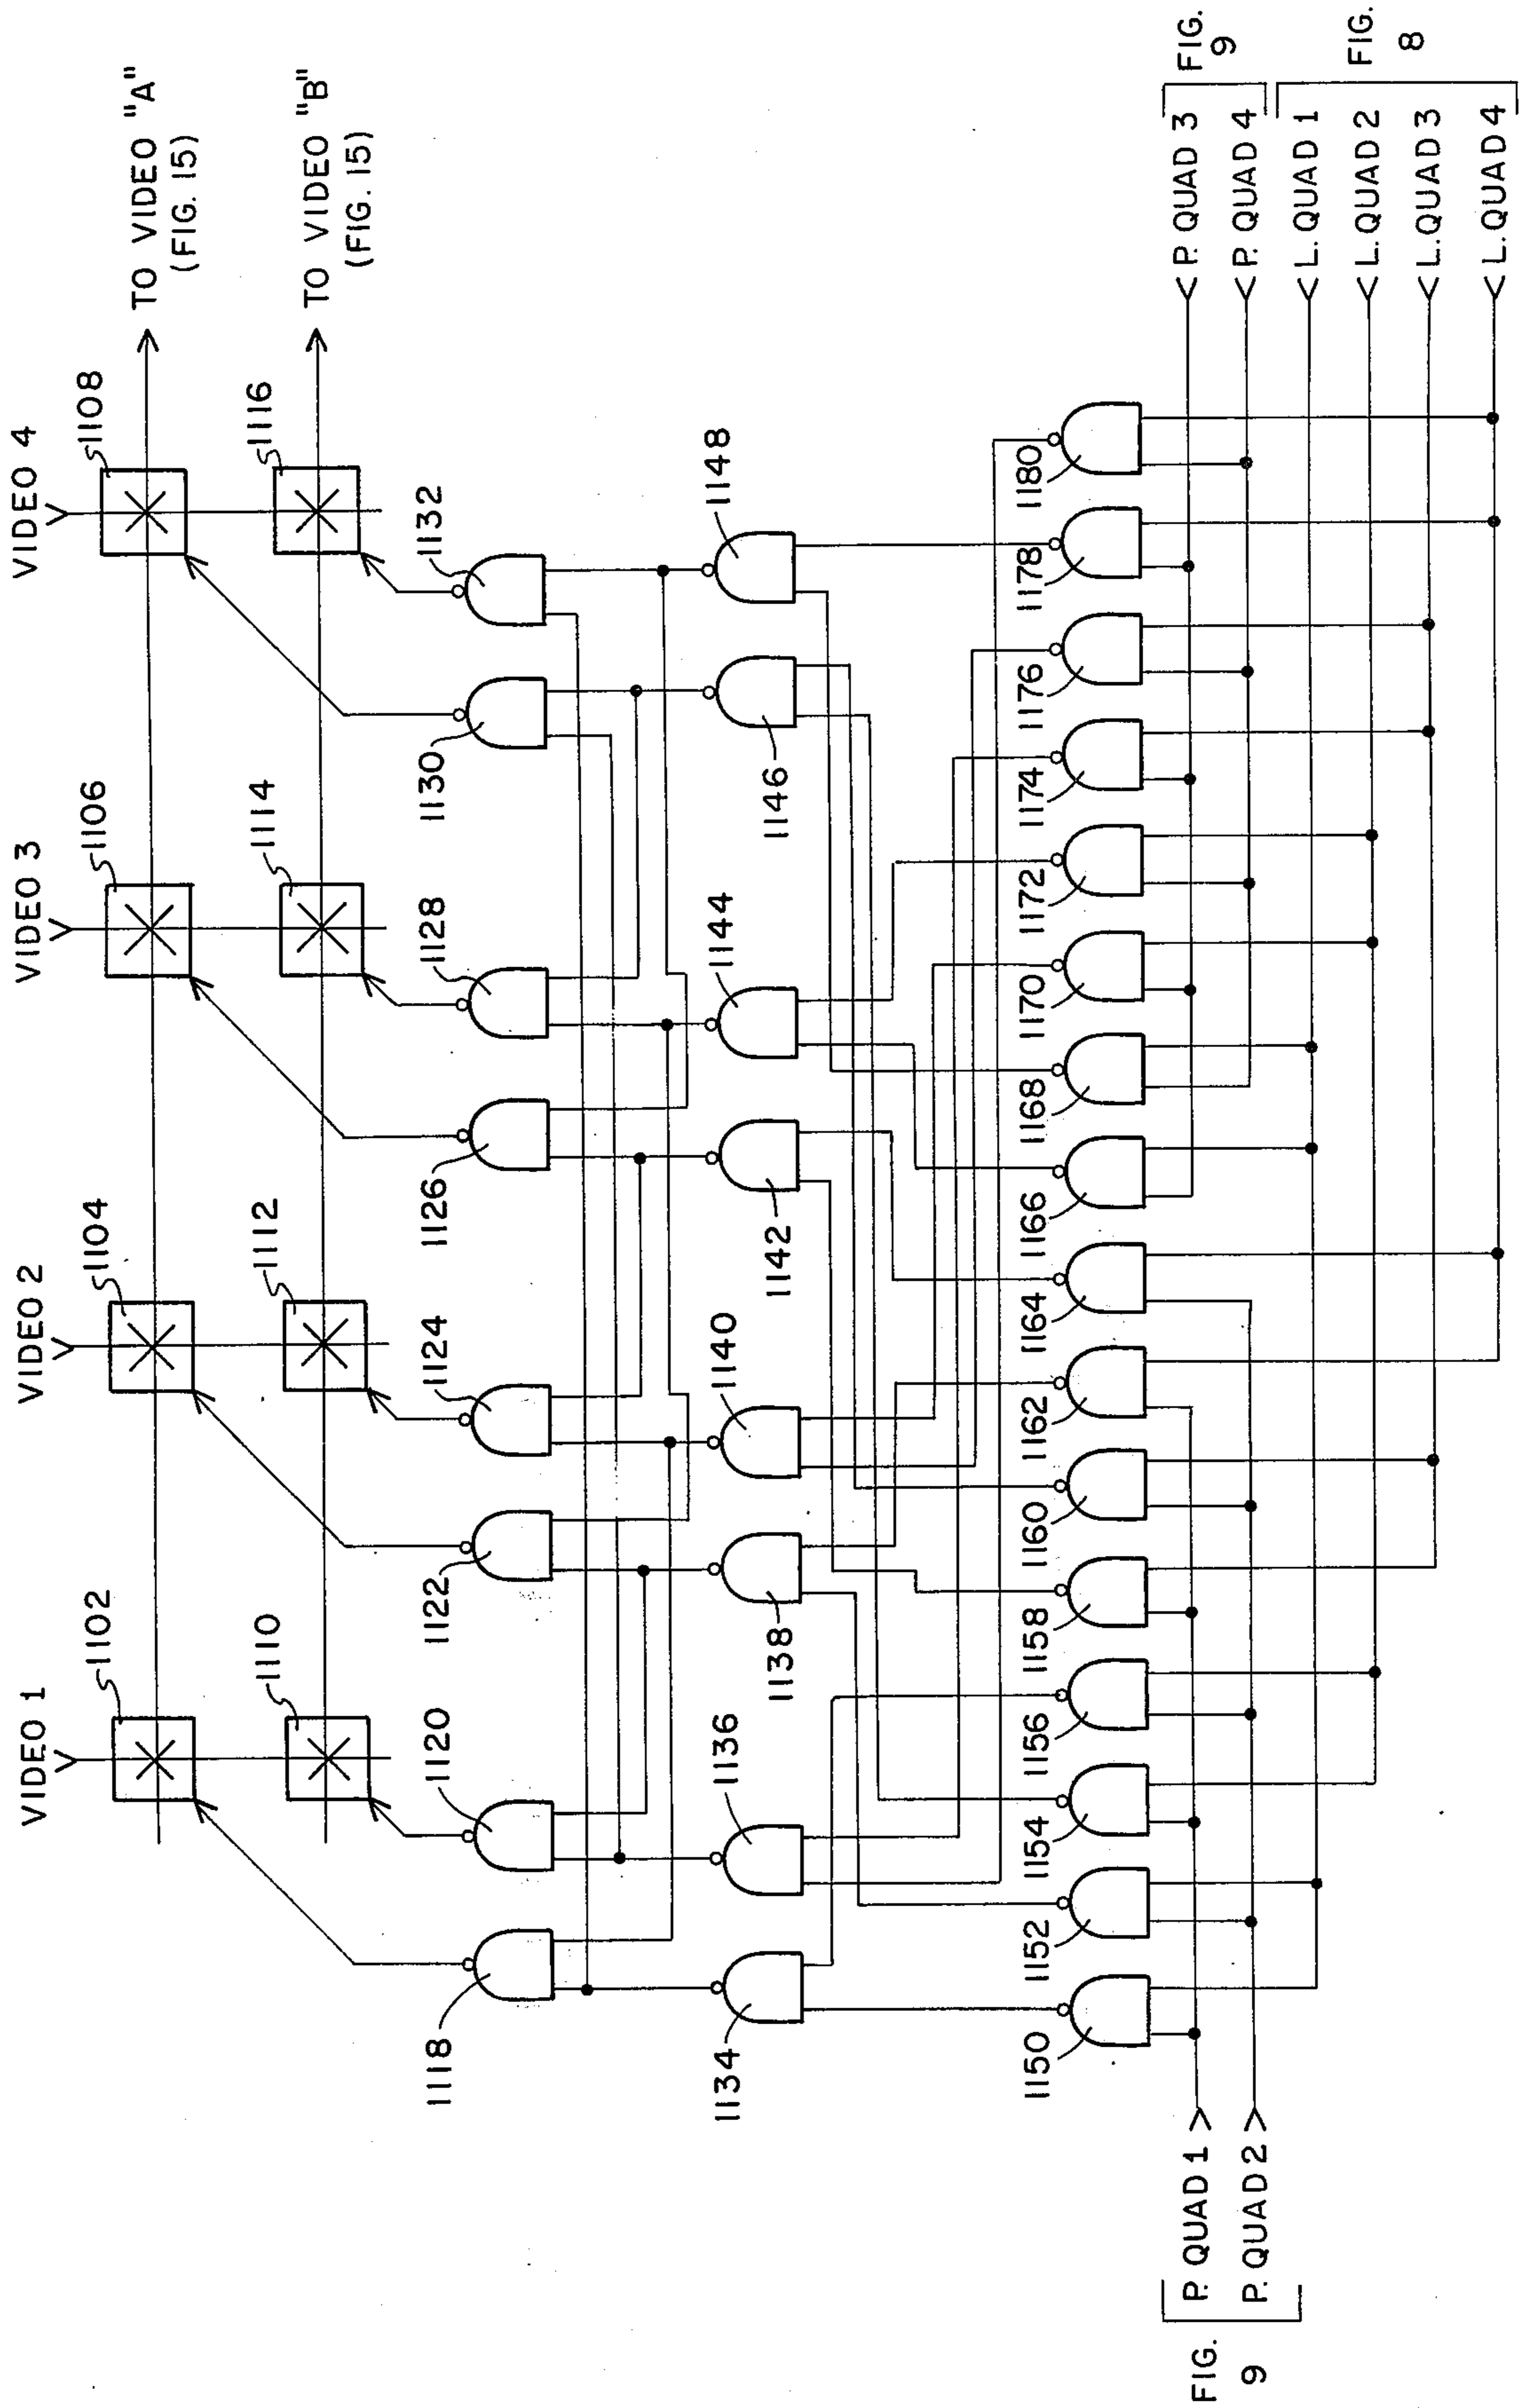 VIDEO 1
VIDEO 2
VIDEO 3
VIDEO 4
1102
1104
1106
1108
TO VIDEO "A"
(FIG. 15)
1110
1112
1114
1116
TO VIDEO "B"
(FIG. 15)
1118
1120
1122
1124
1126
1128
1130
1132
1134
1136
1138
1140
1142
1144
1146
1148
1150
1152
1154
1156
1158
1160
1162
1164
1166
1168
1170
1172
1174
1176
1178
1180
FIG.
9
P. QUAD 1
P. QUAD 2
P. QUAD 3
P. QUAD 4
FIG.
9
L. QUAD 1
L. QUAD 2
L. QUAD 3
L. QUAD 4
FIG.
8